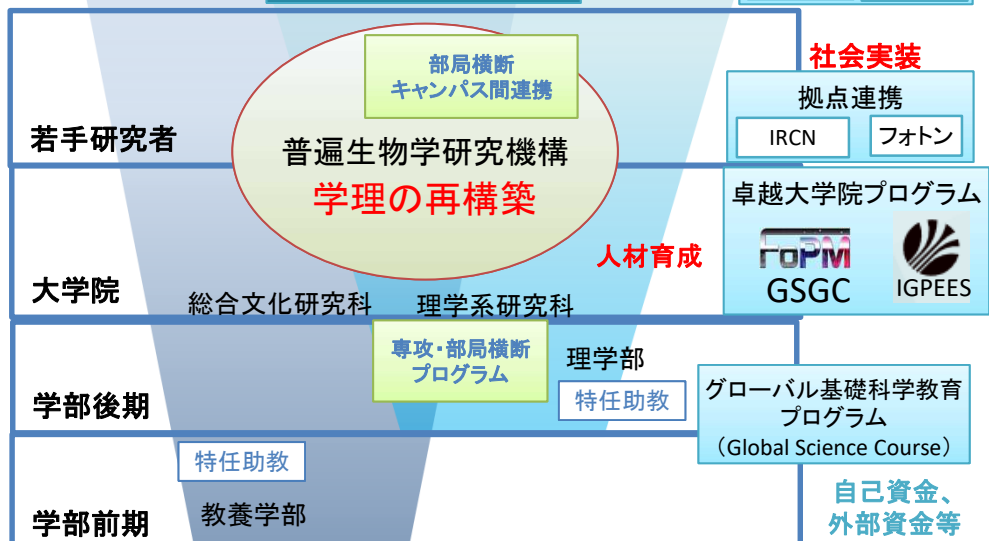 部局横断
キャンパス間連携
社会実装
拠点連携
IRCN
フォトン
若手研究者
普遍生物学研究機構
学理の再構築
卓越大学院プログラム
人材育成
FoPM
GSGC
IGPEES
大学院
総合文化研究科
理学系研究科
専攻・部局横断
プログラム
理学部
特任助教
学部後期
グローバル基礎科学教育
プログラム
（Global Science Course）
特任助教
教養学部
学部前期
自己資金、
外部資金等